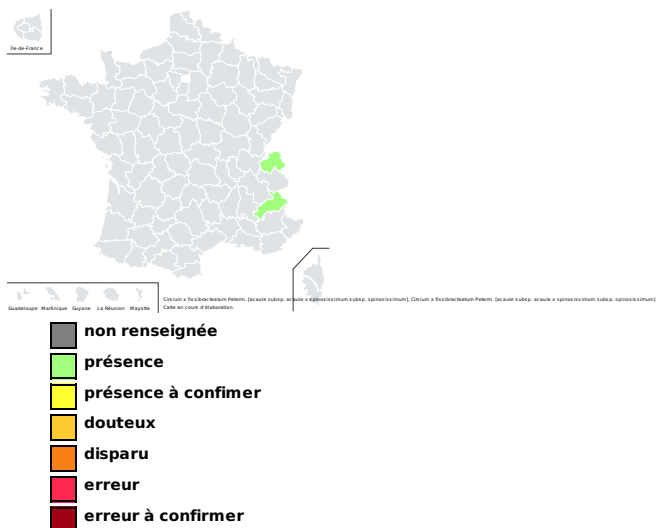 Île-de-France
Guadeloupe Martinique Guyane La Réunion Mayotte
Cirsium x fissibracteatum Peterm. [acaule subsp. acaule x spinosissimum subsp. spinosissimum], Cirsium x fissibracteatum Peterm. [acaule subsp. acaule x spinosissimum subsp. spinosissimum]
Carte en cours d'élaboration.
non renseignée
présence
présence à confimer
douteux
disparu
erreur
erreur à confirmer